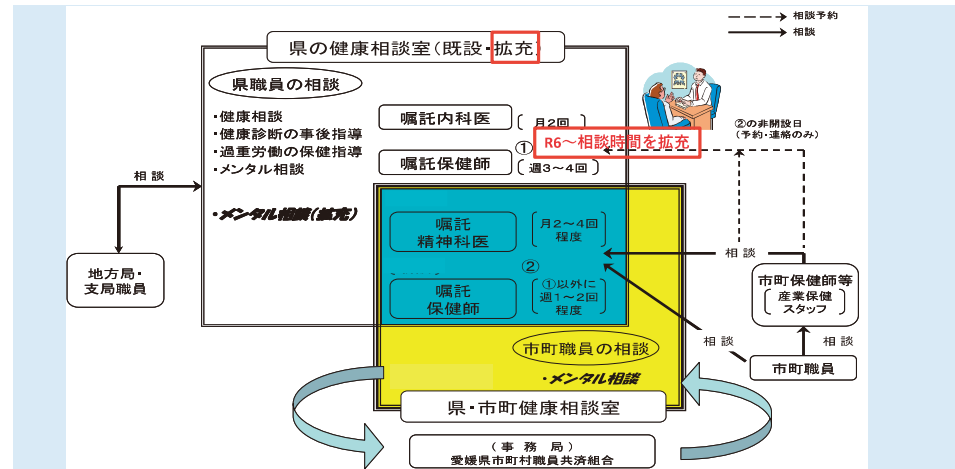 相談予約
相談
県の健康相談室(既設・拡充)
県職員の相談
・健康相談
・健康診断の事後指導
・過重労働の保健指導
・メンタル相談
・メンタル相談(拡充)
嘱託内科医
月2回
①
R6~相談時間を拡充
嘱託保健師
週3~4回
②の非開設日
(予約・連絡のみ)
相談
地方局・
支局職員
嘱託
精神科医
月2~4回
程度
②
嘱託
保健師
①以外に
週1~2回
程度
相談
市町保健師等
産業保健
スタッフ
相談
相談
市町職員
市町職員の相談
・メンタル相談
県・市町健康相談室
(事務局)
愛媛県市町村職員共済組合